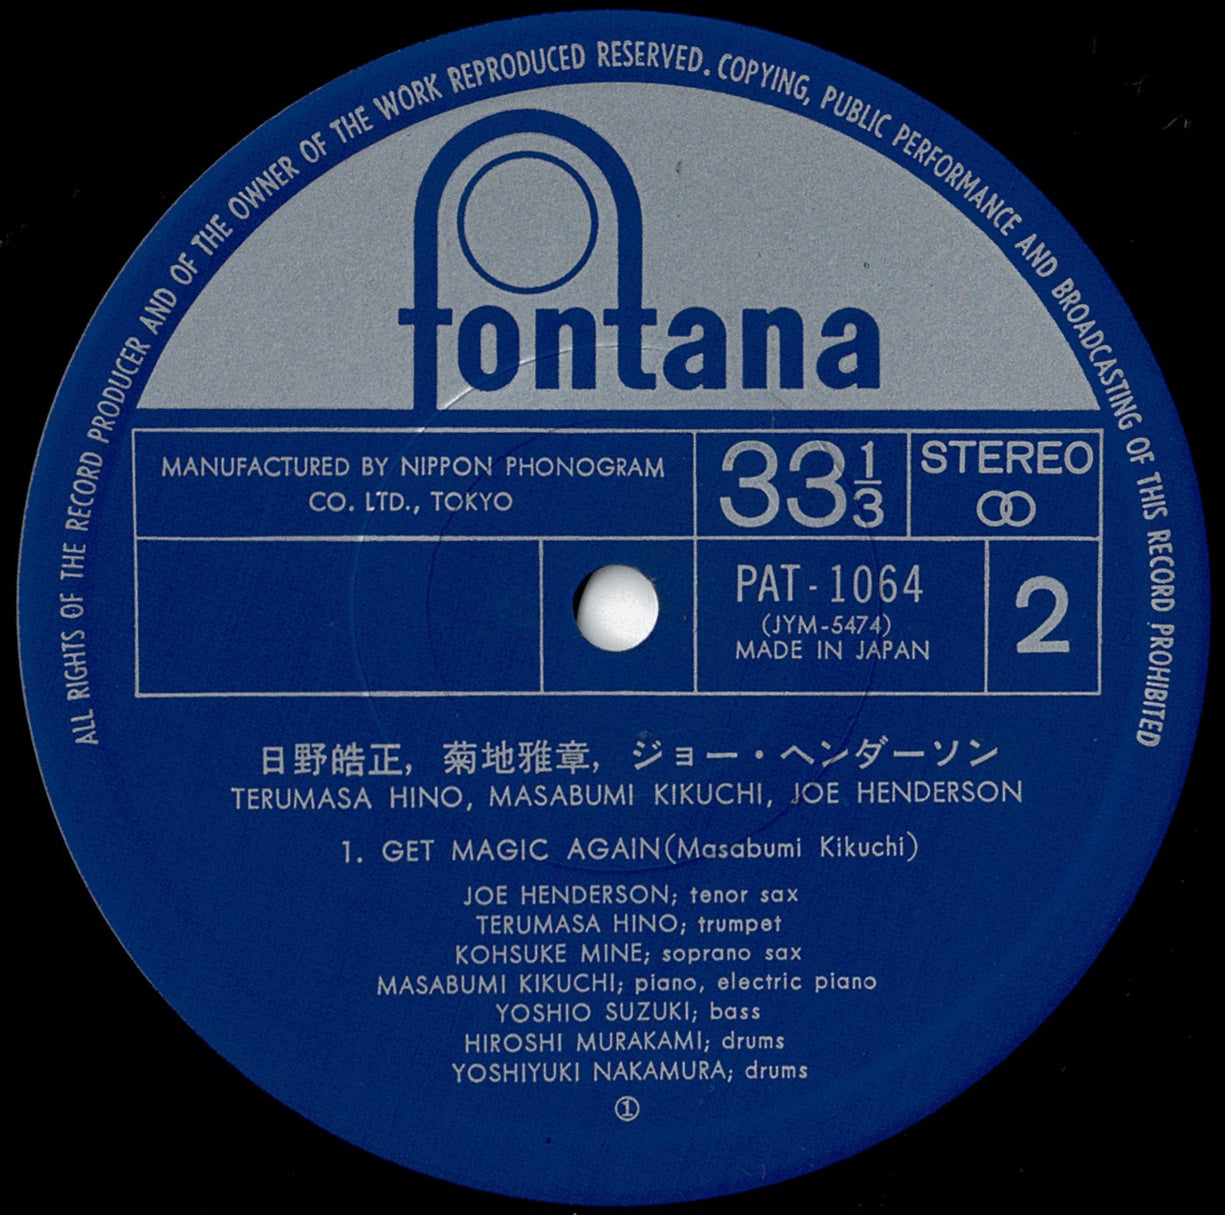 ALL RIGHTS OF THE RECORD PRODUCER AND OF THE OWNER OF THE WORK REPRODUCED RESERVED. COPYING, PUBLIC PERFORMANCE AND BROADCASTING OF THIS RECORD PROHIBITED
fontana
MANUFACTURED BY NIPPON PHONOGRAM
CO. LTD., TOKYO
33 1/3
STEREO
PAT-1064
(JYM-5474)
MADE IN JAPAN
2
日野皓正, 菊地雅章, ジョー・ヘンダーソン
TERUMASA HINO, MASABUMI KIKUCHI, JOE HENDERSON
1. GET MAGIC AGAIN(Masabumi Kikuchi)
JOE HENDERSON; tenor sax
TERUMASA HINO; trumpet
KOHSUKE MINE; soprano sax
MASABUMI KIKUCHI; piano, electric piano
YOSHIO SUZUKI; bass
HIROSHI MURAKAMI; drums
YOSHIYUKI NAKAMURA; drums
①